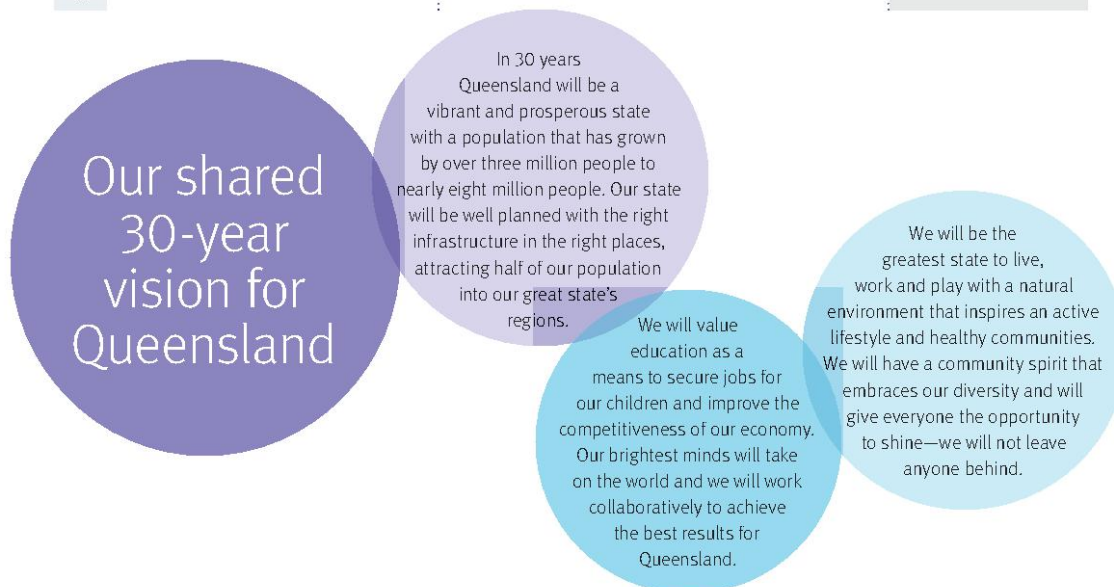 Our shared
30-year
vision for
Queensland
In 30 years
Queensland will be a
vibrant and prosperous state
with a population that has grown
by over three million people to
nearly eight million people. Our state
will be well planned with the right
infrastructure in the right places,
attracting half of our population
into our great state's
regions.
We will value
education as a
means to secure jobs for
our children and improve the
competitiveness of our economy.
Our brightest minds will take
on the world and we will work
collaboratively to achieve
the best results for
Queensland.
We will be the
greatest state to live,
work and play with a natural
environment that inspires an active
lifestyle and healthy communities.
We will have a community spirit that
embraces our diversity and will
give everyone the opportunity
to shine—we will not leave
anyone behind.